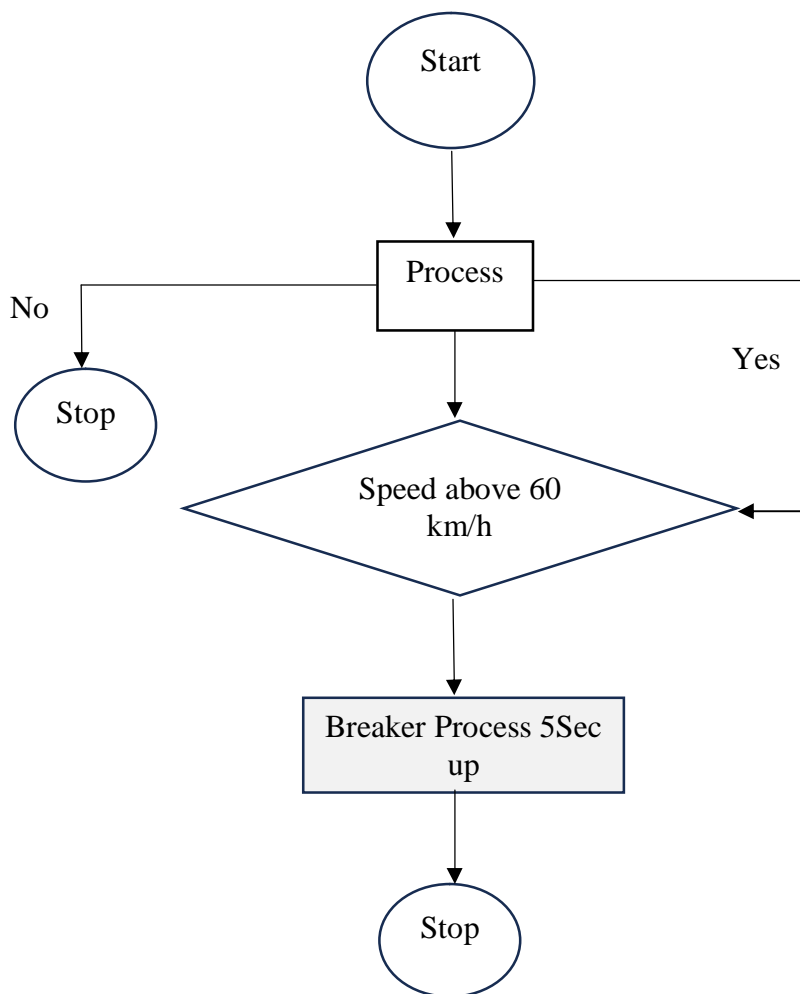 Start
Process
No
Yes
Stop
Speed above 60
km/h
Breaker Process 5Sec
up
Stop